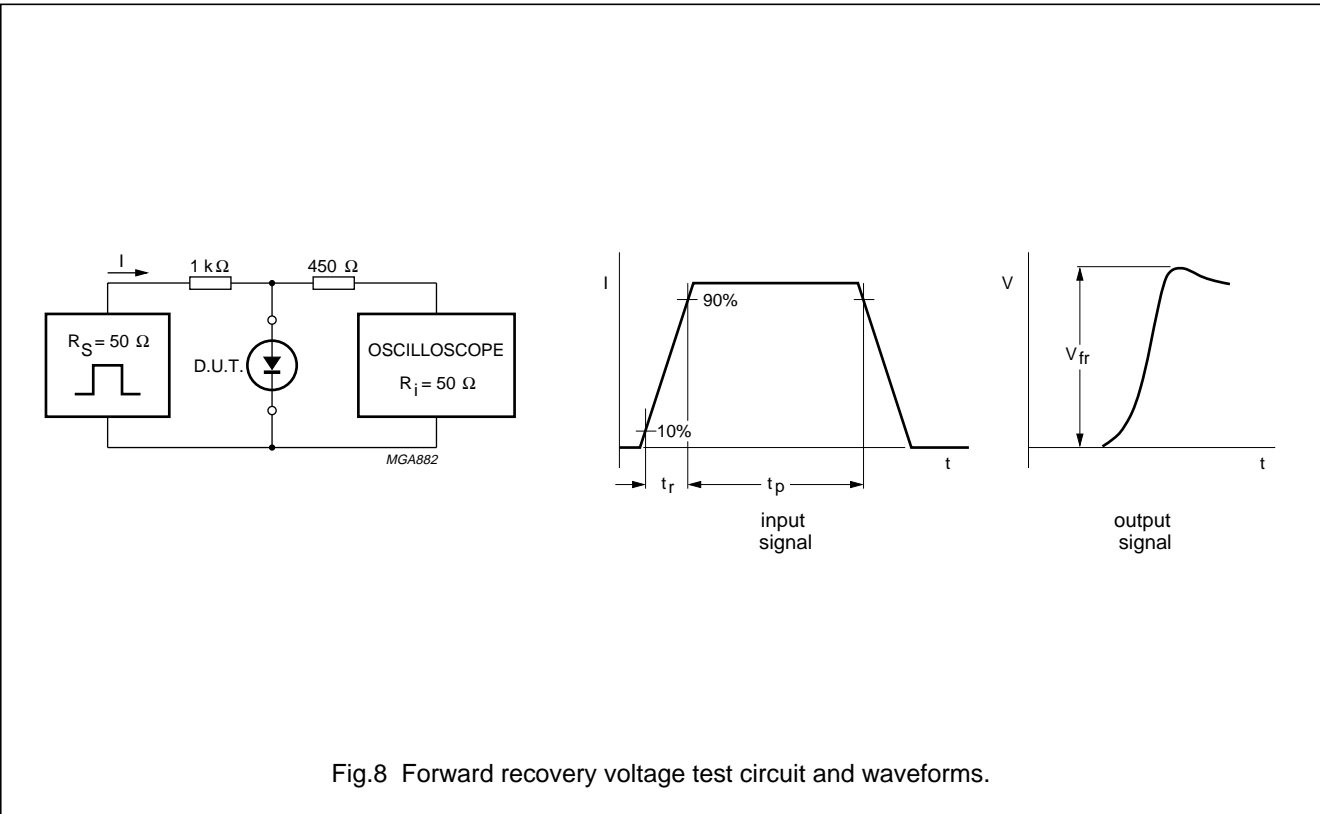 I
1 k Ω
450 Ω
R_S = 50 Ω
D.U.T.
OSCILLOSCOPE
R_i = 50 Ω
MGA882
I
90%
10%
t
t_r
t_p
input
signal
V
V_fr
t
output
signal
Fig.8 Forward recovery voltage test circuit and waveforms.